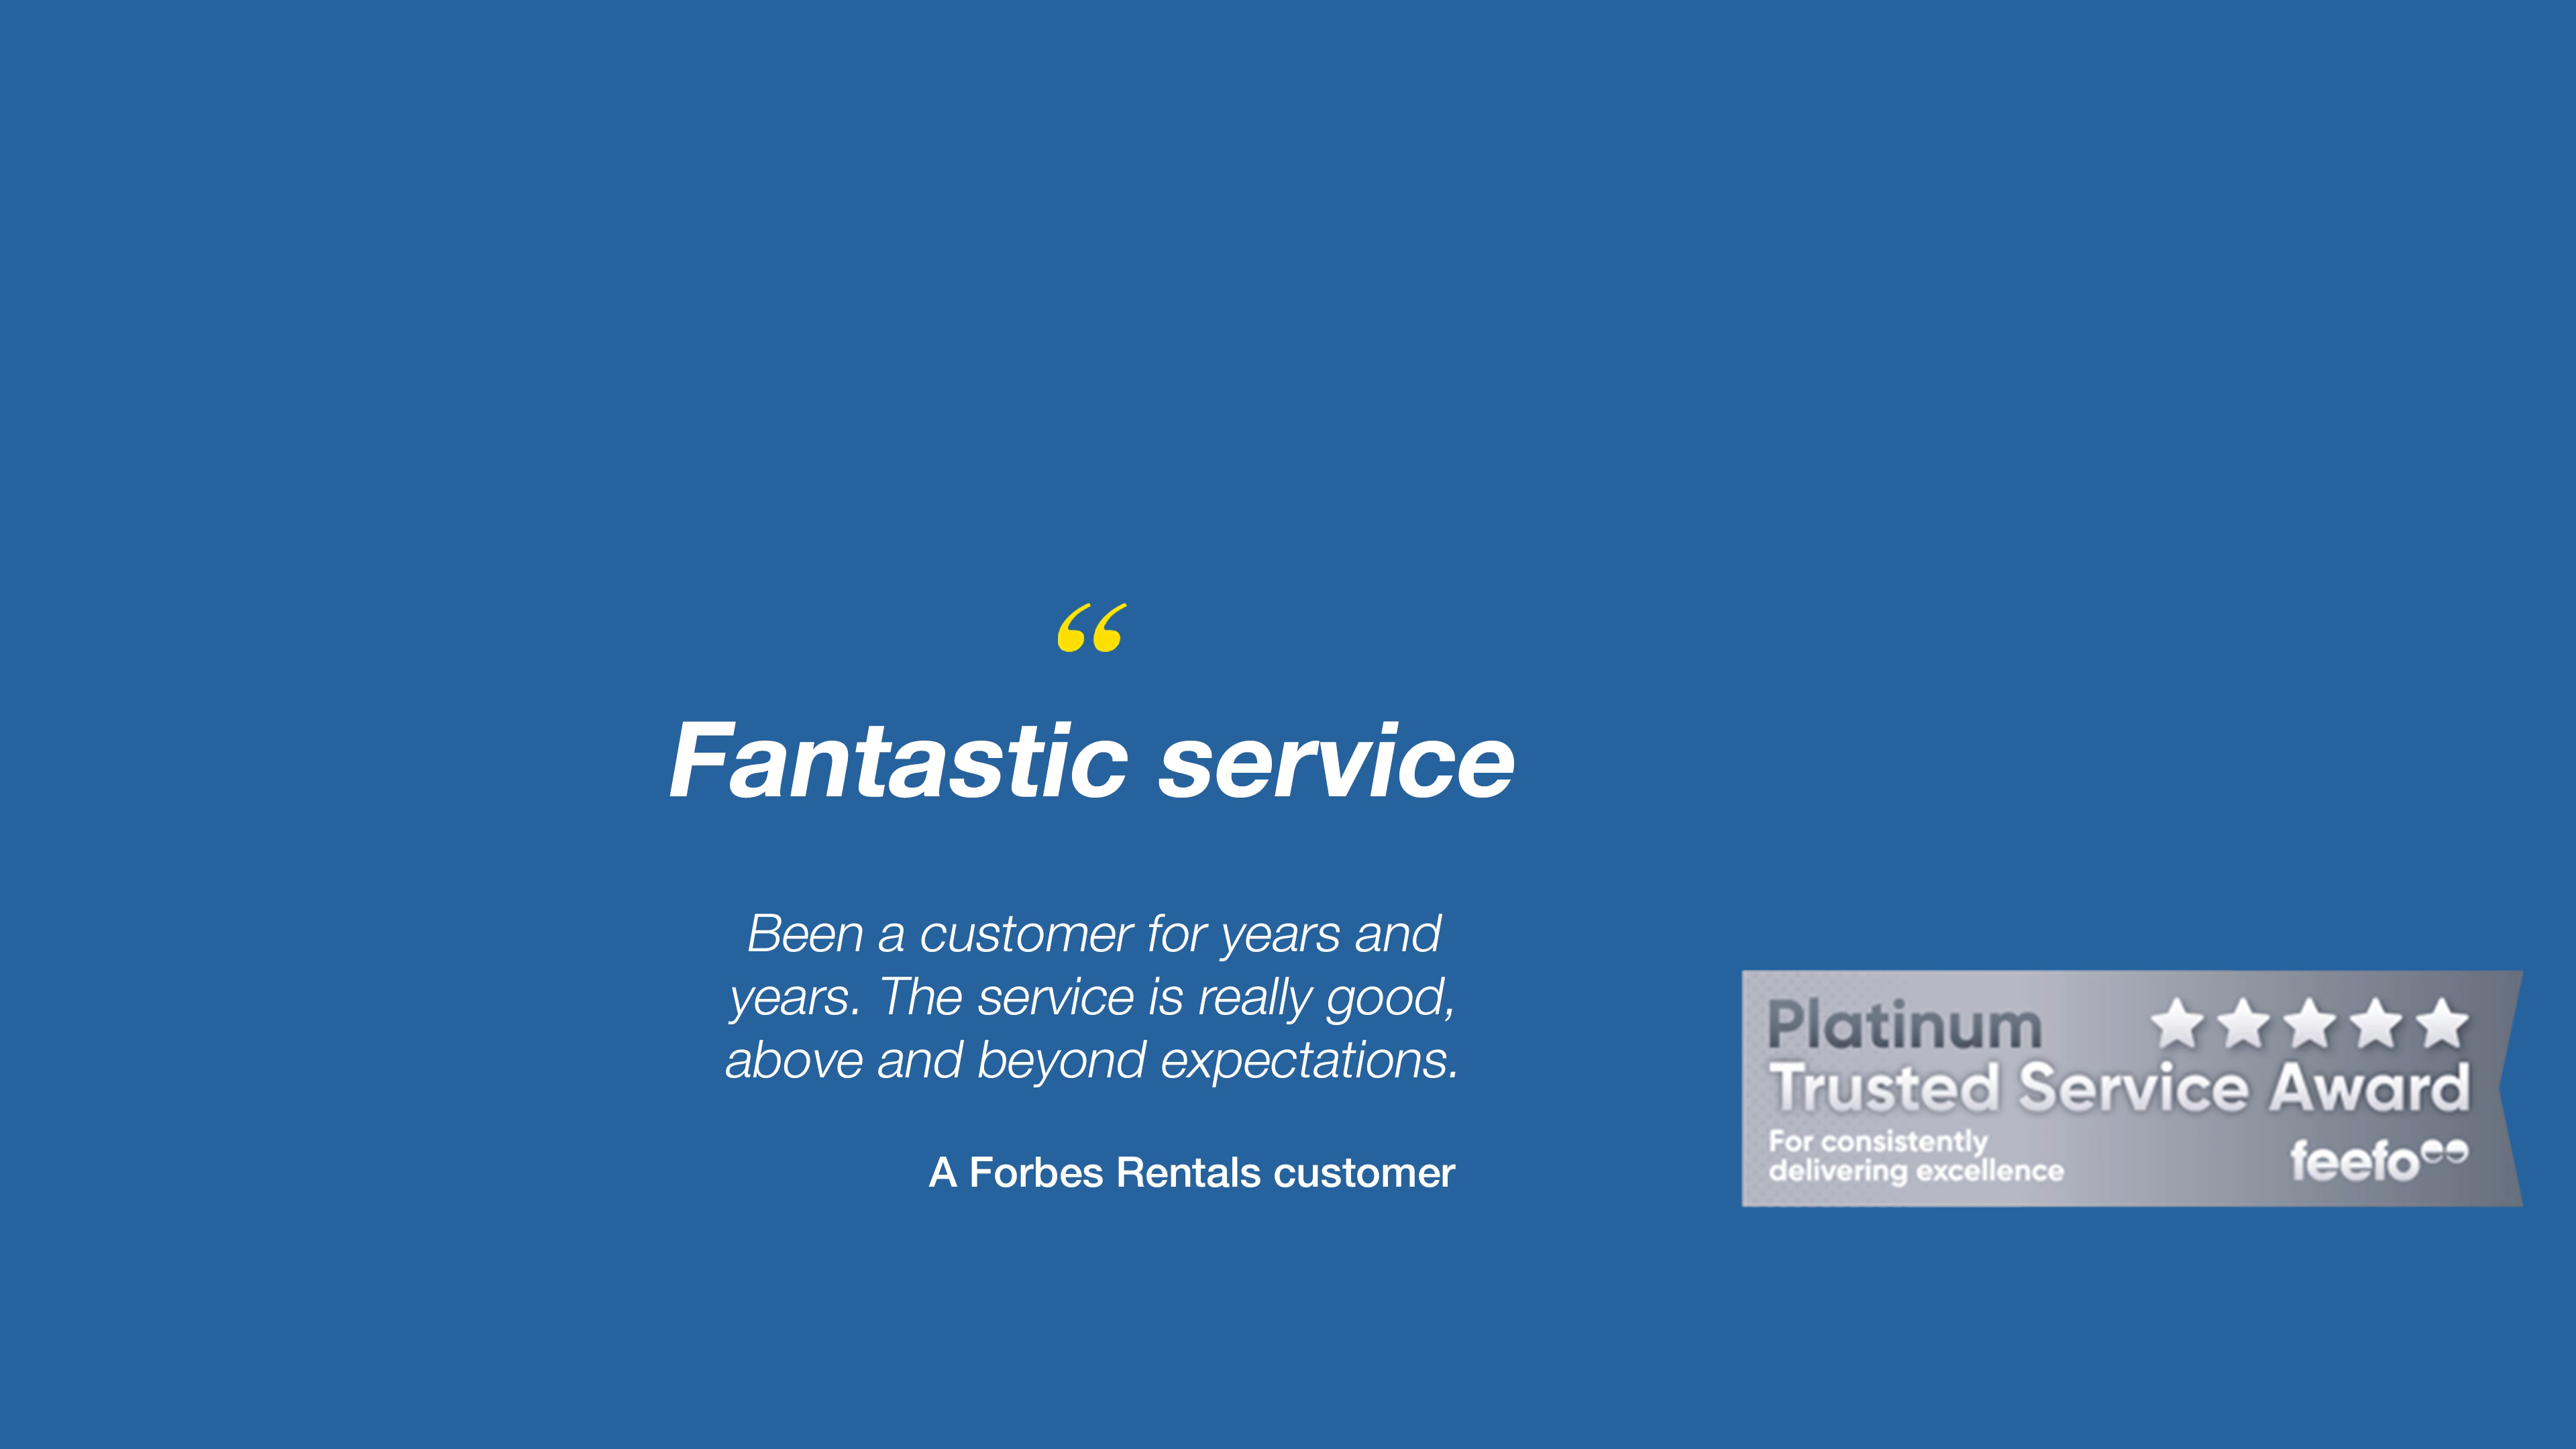 “
Fantastic service
Been a customer for years and
years. The service is really good,
above and beyond expectations.
A Forbes Rentals customer
Platinum
Trusted Service Award
For consistently
delivering excellence
feefo